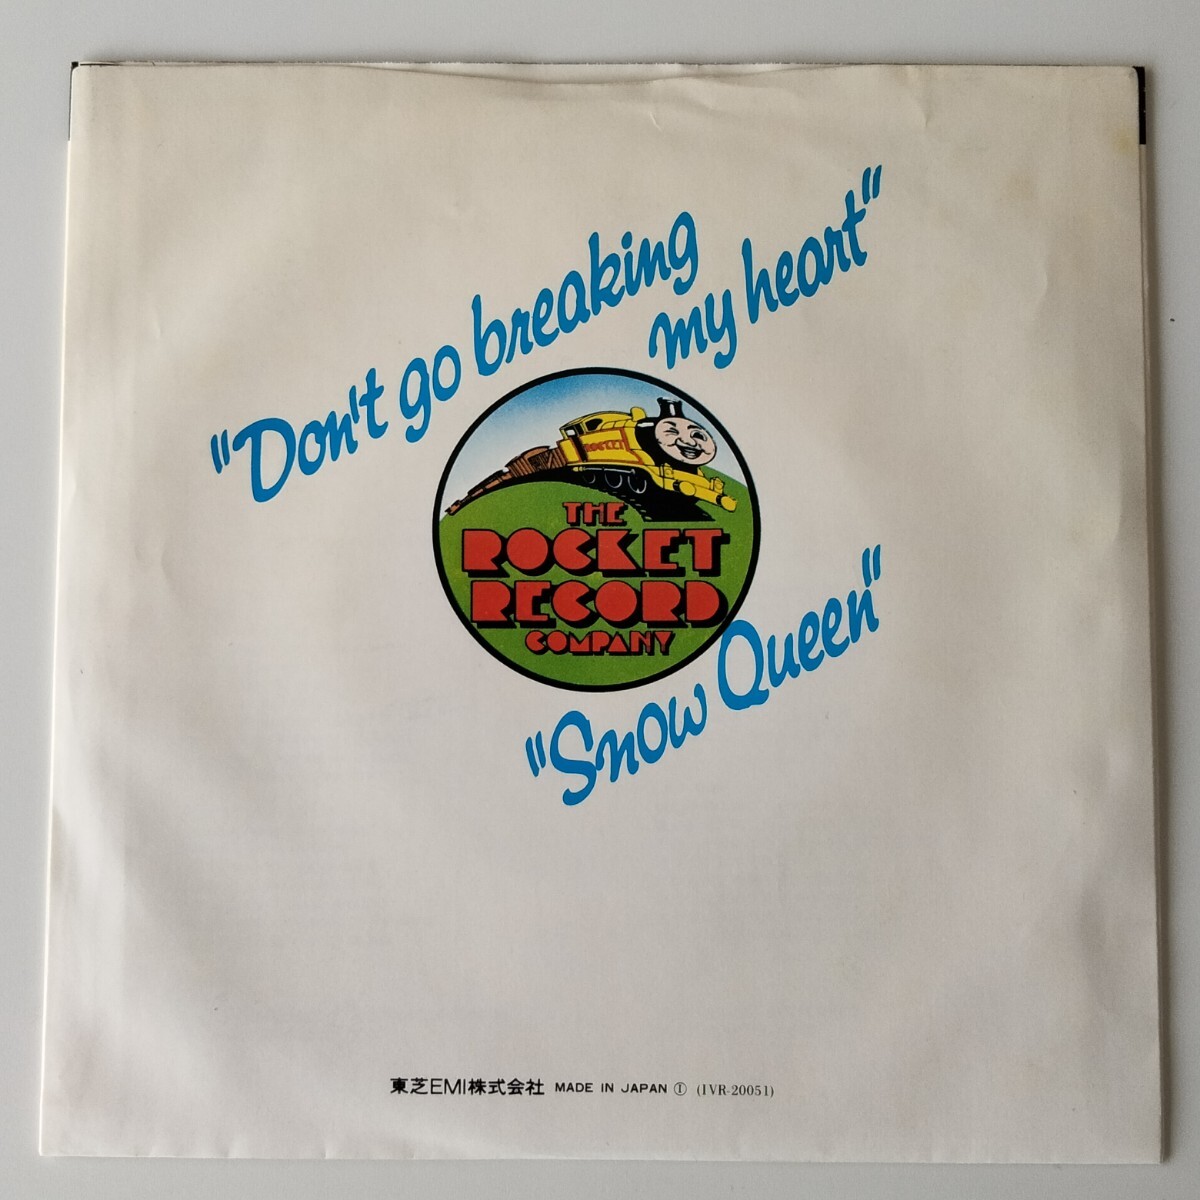 "Don't go breaking
my heart"
ROCKET
THE
ROCKET
RECORD
COMPANY
"Snow Queen"
東芝EMI株式会社 MADE IN JAPAN Ⓘ (IVR-20051)